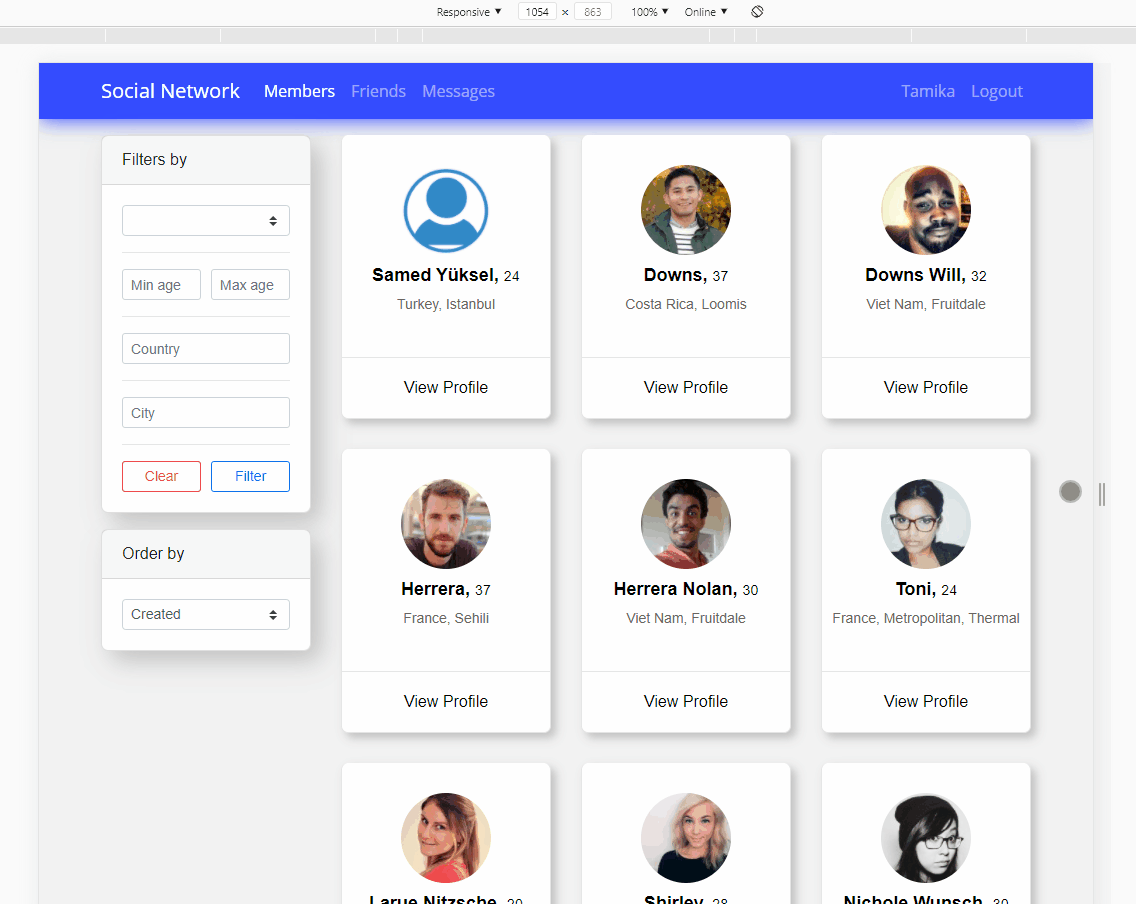 Responsive ▼ 1054 × 863 100% ▼ Online ▼
Social Network Members Friends Messages Tamika Logout
Filters by
Min age Max age
Country
City
Clear Filter
Order by
Created
Samed Yüksel, 24
Turkey, Istanbul
View Profile
Downs, 37
Costa Rica, Loomis
View Profile
Downs Will, 32
Viet Nam, Fruitdale
View Profile
Herrera, 37
France, Sehili
View Profile
Herrera Nolan, 30
Viet Nam, Fruitdale
View Profile
Toni, 24
France, Metropolitan, Thermal
View Profile
Larue Nitzsche, 20
Shirley, 28
Nichole Wunsch, 30